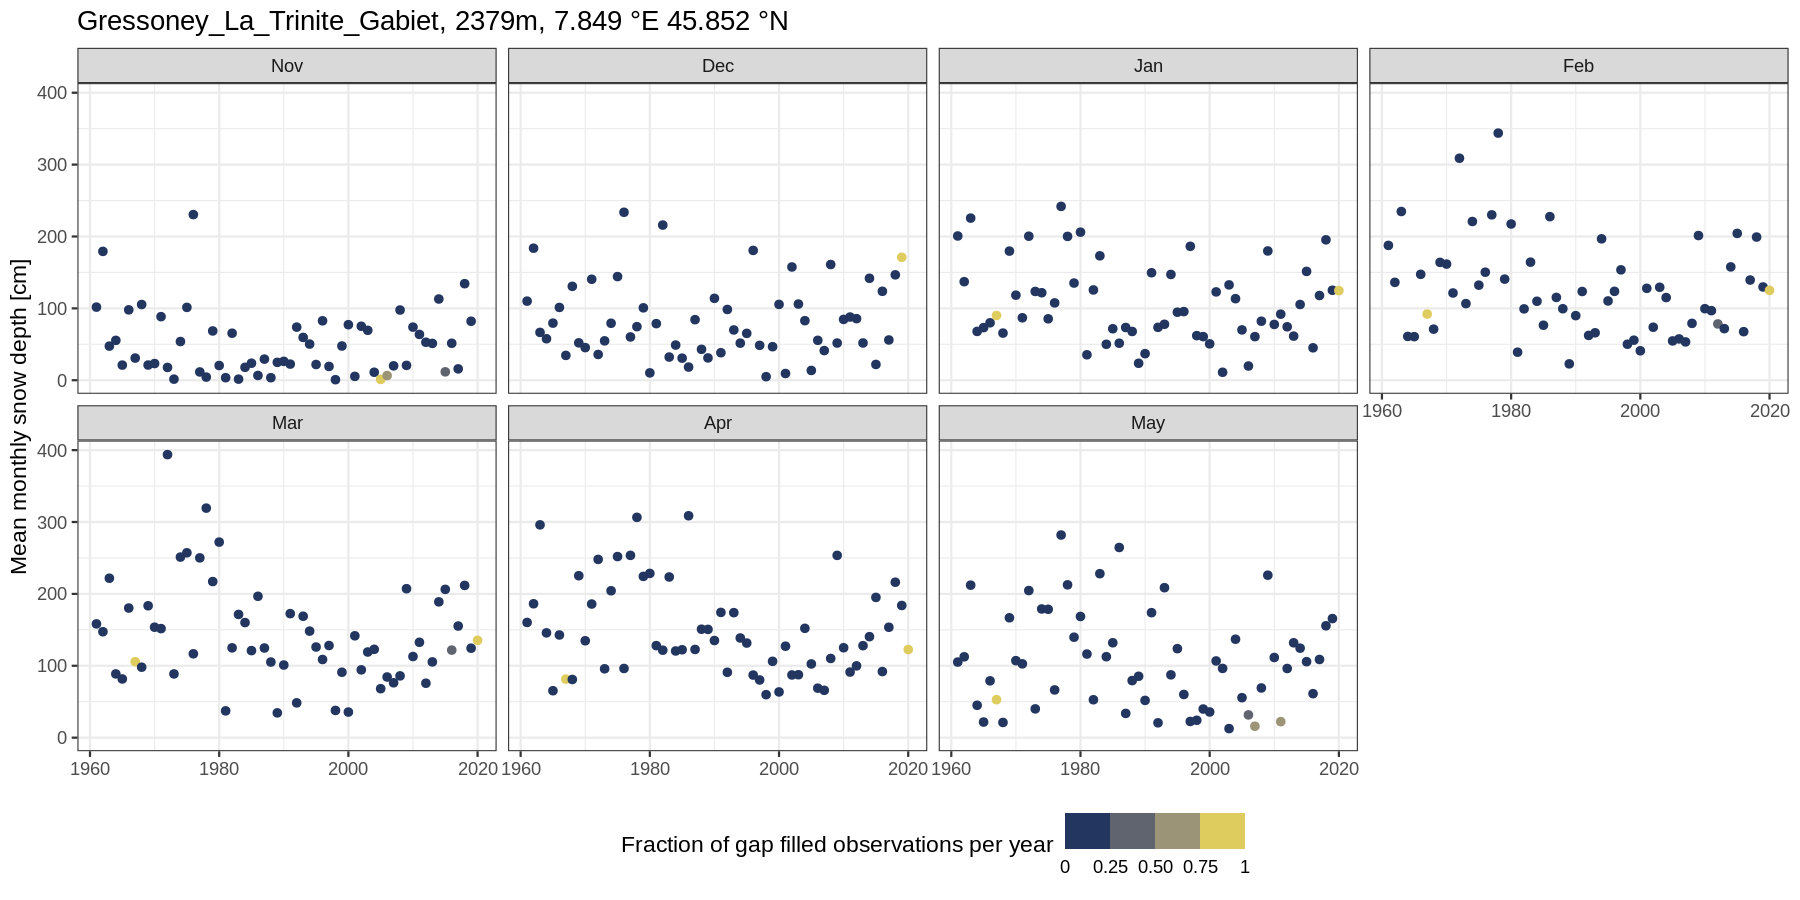 Gressoney_La_Trinite_Gabiet, 2379m, 7.849 °E 45.852 °N
Nov Dec Jan Feb
400
300
200
100
0
1960 1980 2000 2020
Mean monthly snow depth [cm]
Mar Apr May
400
300
200
100
0
1960 1980 2000 2020 1960 1980 2000 2020 1960 1980 2000 2020
Fraction of gap filled observations per year
0 0.25 0.50 0.75 1